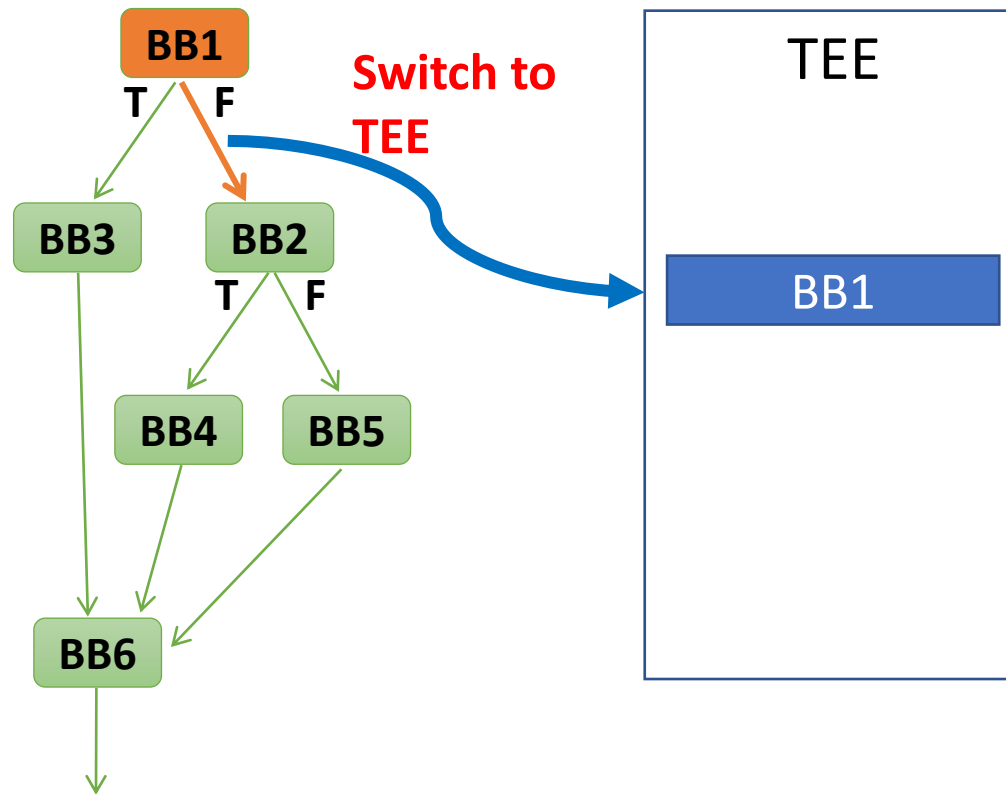 BB1
T F
Switch to
TEE
TEE
BB3
BB2
T F
BB1
BB4
BB5
BB6